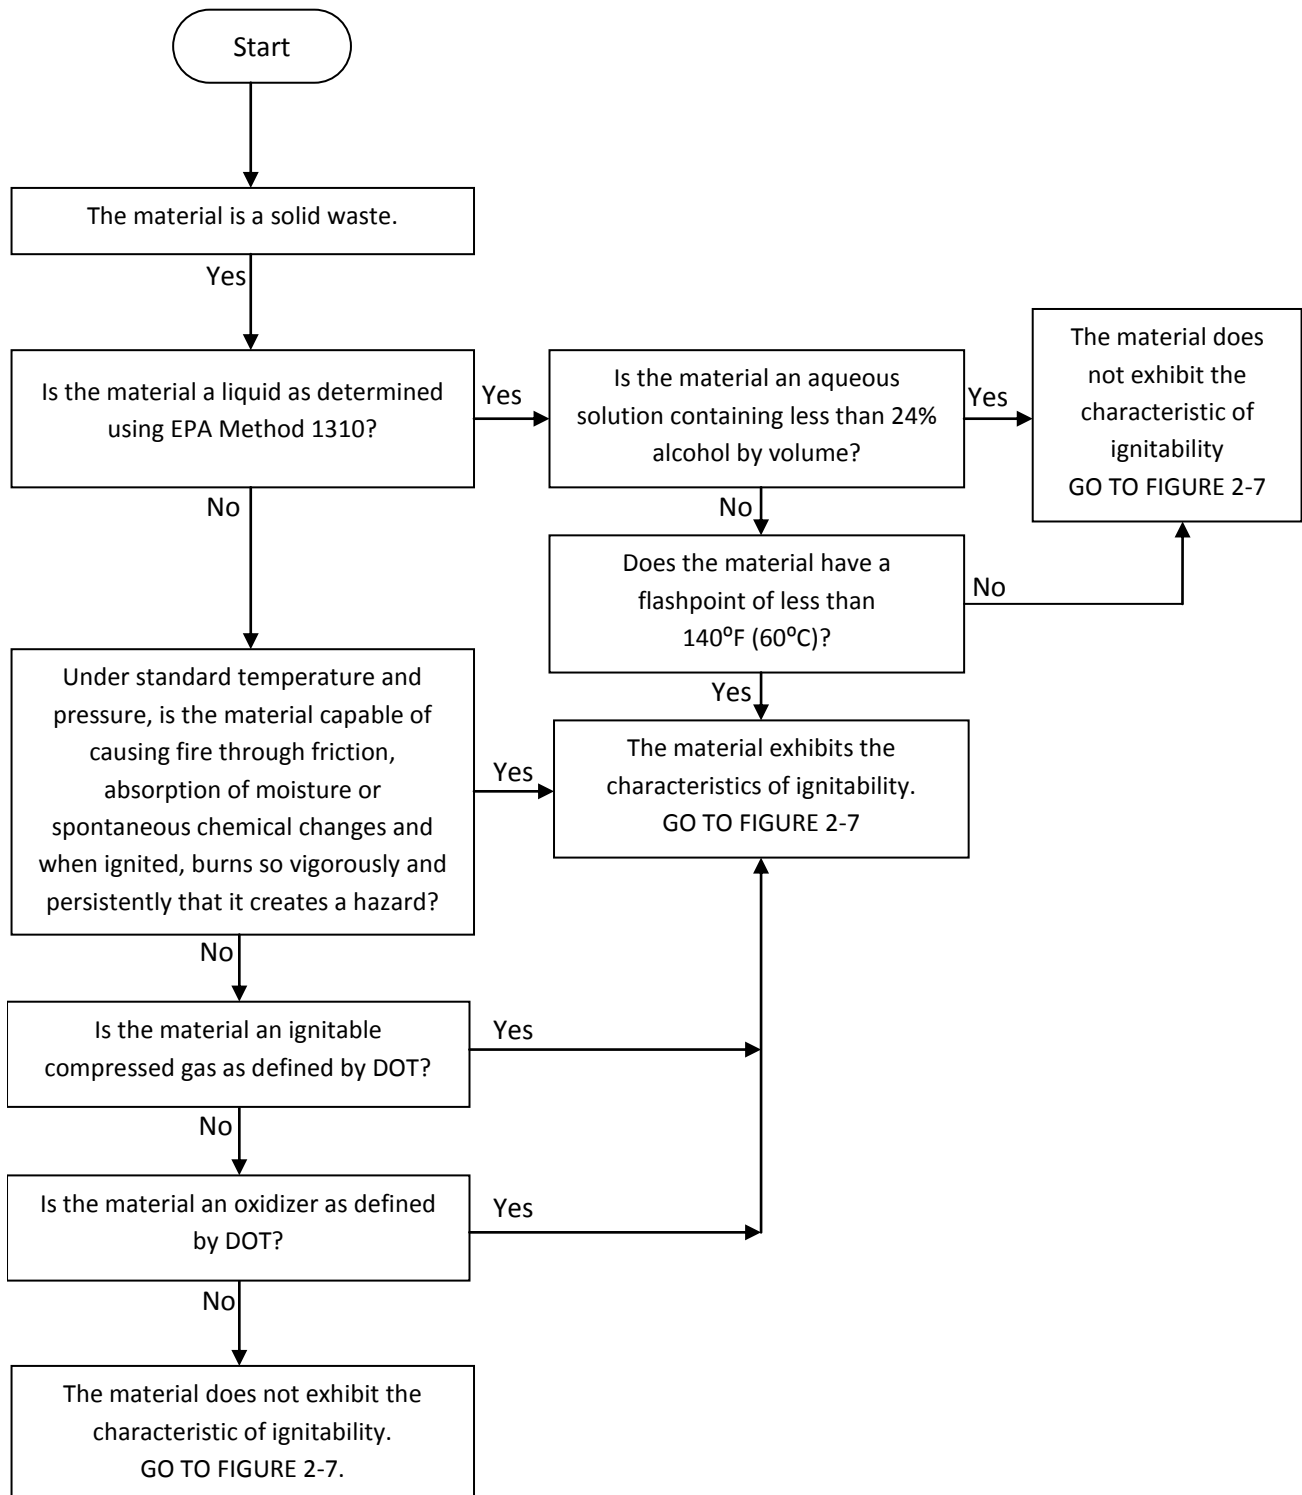 Start
The material is a solid waste.
Yes
Is the material a liquid as determined
using EPA Method 1310?
Yes
Is the material an aqueous
solution containing less than 24%
alcohol by volume?
Yes
The material does
not exhibit the
characteristic of
ignitability
GO TO FIGURE 2-7
No
No
Does the material have a
flashpoint of less than
140⁰F (60⁰C)?
No
Yes
Under standard temperature and
pressure, is the material capable of
causing fire through friction,
absorption of moisture or
spontaneous chemical changes and
when ignited, burns so vigorously and
persistently that it creates a hazard?
Yes
The material exhibits the
characteristics of ignitability.
GO TO FIGURE 2-7
No
Is the material an ignitable
compressed gas as defined by DOT?
Yes
No
Is the material an oxidizer as defined
by DOT?
Yes
No
The material does not exhibit the
characteristic of ignitability.
GO TO FIGURE 2-7.